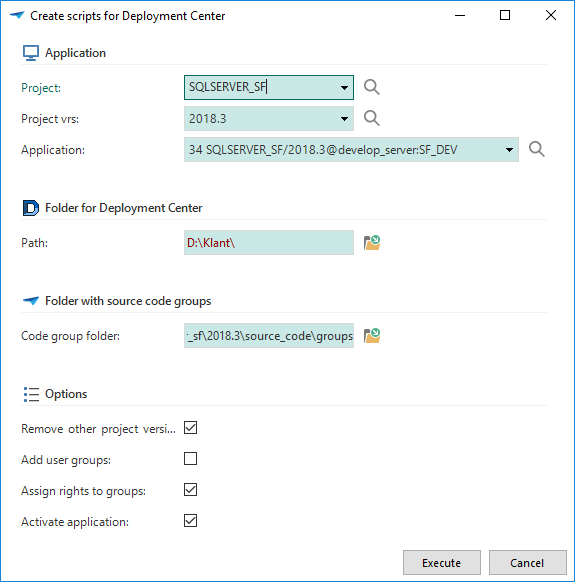 Create scripts for Deployment Center
Application
Project: SQLSERVER_SF
Project vrs: 2018.3
Application: 34 SQLSERVER_SF/2018.3@develop_server:SF_DEV
Folder for Deployment Center
Path: D:\Klant\
Folder with source code groups
Code group folder: _sf\2018.3\source_code\groups
Options
Remove other project versi...
Add user groups:
Assign rights to groups:
Activate application:
Execute Cancel